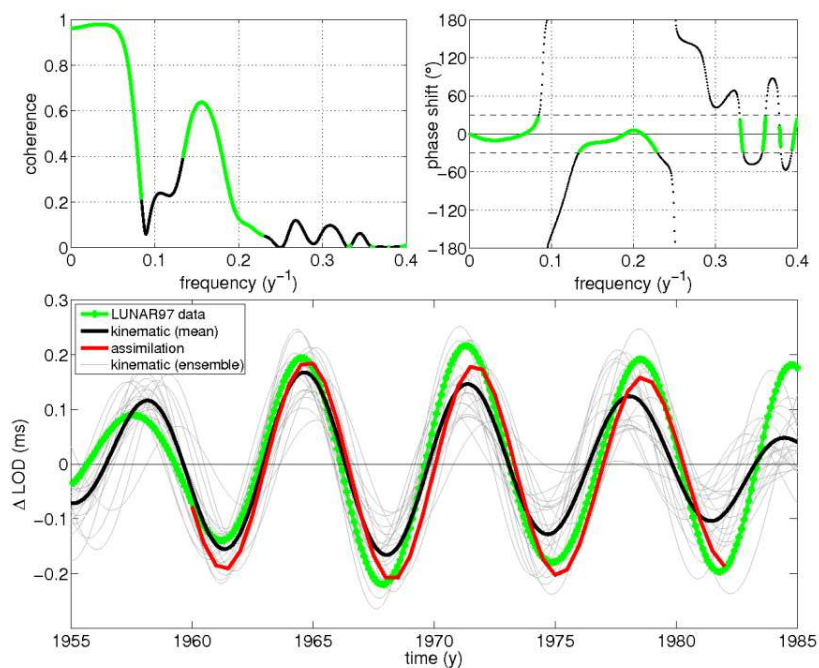 1
0.8
0.6
0.4
0.2
0
coherence
0 0.1 0.2 0.3 0.4
frequency (y⁻¹)
180
120
60
0
−60
−120
−180
phase shift (°)
0 0.1 0.2 0.3 0.4
frequency (y⁻¹)
0.3
0.2
0.1
0
−0.1
−0.2
Δ LOD (ms)
LUNAR97 data
kinematic (mean)
assimilation
kinematic (ensemble)
1955 1960 1965 1970 1975 1980 1985
time (y)